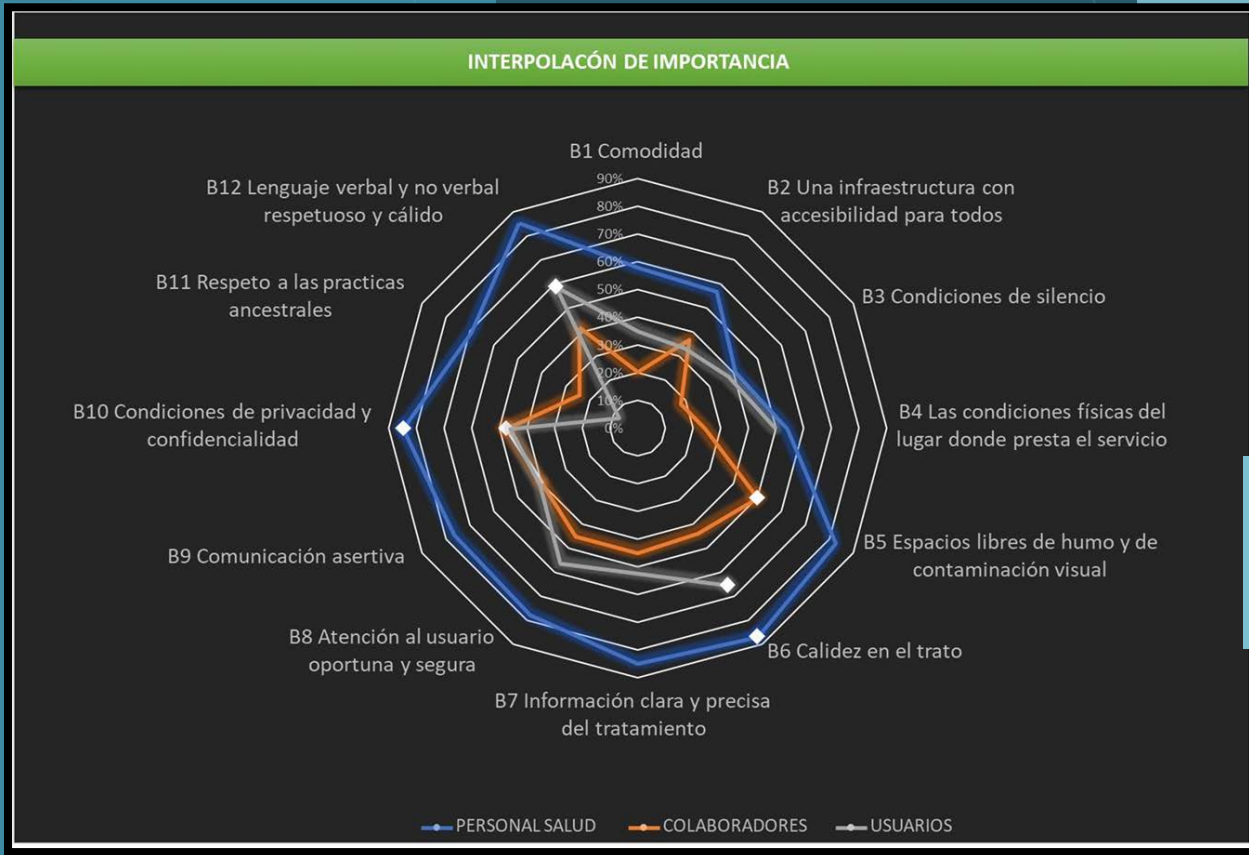 INTERPOLACÓN DE IMPORTANCIA
B1 Comodidad
B12 Lenguaje verbal y no verbal
respetuoso y cálido
B2 Una infraestructura con
accesibilidad para todos
B11 Respeto a las practicas
ancestrales
B3 Condiciones de silencio
B10 Condiciones de privacidad y
confidencialidad
B4 Las condiciones físicas del
lugar donde presta el servicio
B9 Comunicación asertiva
B5 Espacios libres de humo y de
contaminación visual
B8 Atención al usuario
oportuna y segura
B6 Calidez en el trato
B7 Información clara y precisa
del tratamiento
90%
80%
70%
60%
50%
40%
30%
20%
10%
0%
PERSONAL SALUD
COLABORADORES
USUARIOS